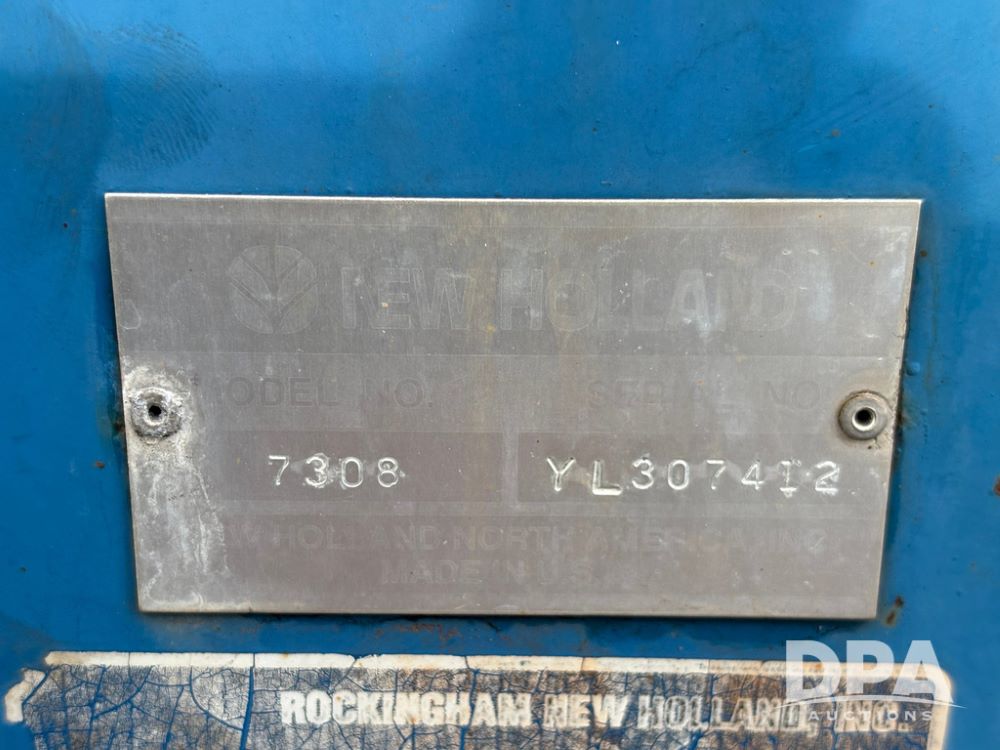 NEW HOLLAND
MODEL NO. SERIAL NO.
7308 YL307412
NEW HOLLAND NORTH AMERICA, INC.
MADE IN U.S.A.
ROCKINGHAM NEW HOLLAND, INC.
DPA
AUCTIONS